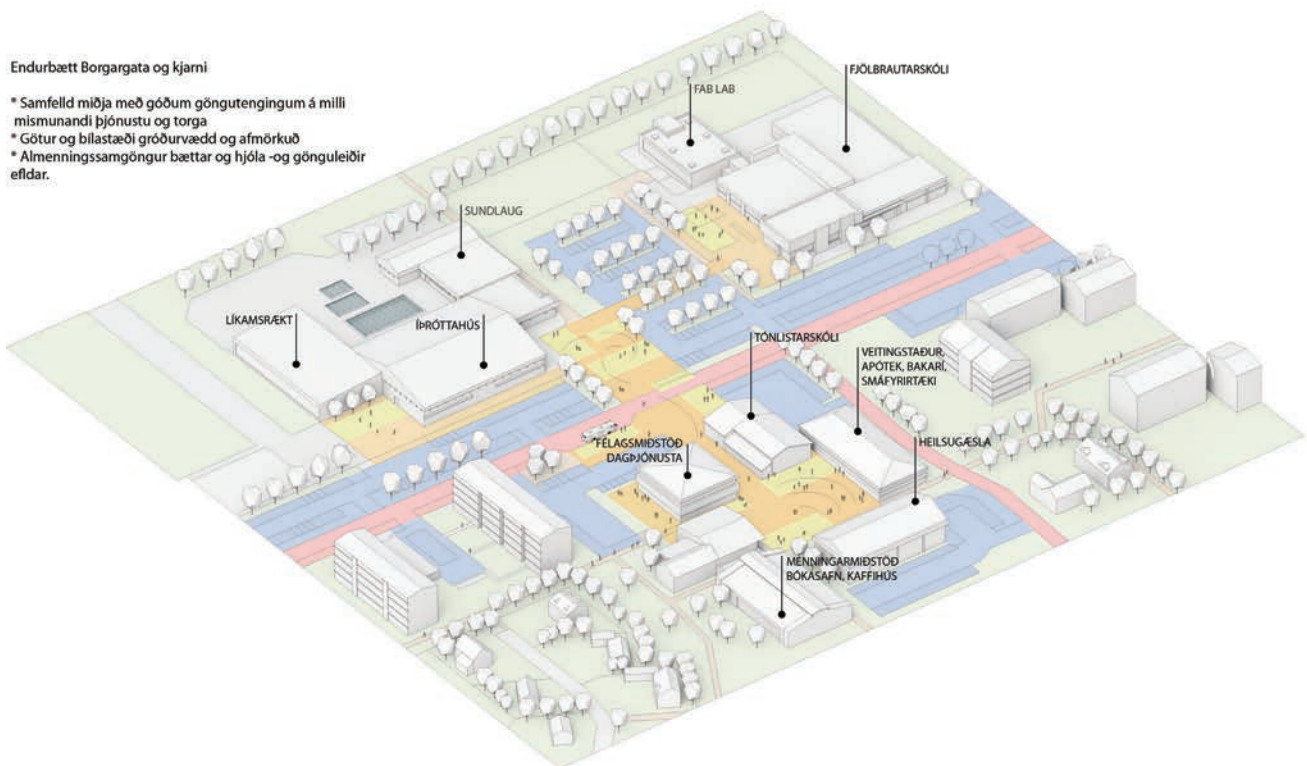 Endurbætt Borgargata og kjarni
* Samfelld miðja með góðum göngutengingum á milli
mismunandi þjónustu og torga
* Götur og bílastæði gróðurvædd og afmörkuð
* Almenningssamgöngur bættar og hjóla -og gönguleiðir
efldar.
FJÖLBRAUTARSKÓLI
FAB LAB
SUNDLAUG
LÍKAMSRÆKT
ÍÞRÓTTAHÚS
TÓNLISTARSKÓLI
VEITINGSTAÐUR,
APÓTEK, BAKARÍ,
SMÁFYRIRTÆKI
FÉLAGSMIÐSTÖÐ
DAGÞJÓNUSTA
HEILSUGÆSLA
MENNINGARMIÐSTÖÐ
BÓKASAFN, KAFFIHÚS